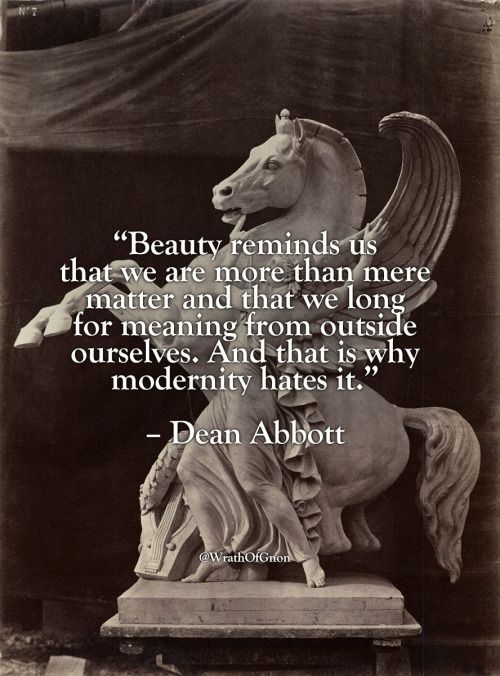 N°7
“Beauty reminds us
that we are more than mere
matter and that we long
for meaning from outside
ourselves. And that is why
modernity hates it.”
– Dean Abbott
@WrathOfGnon